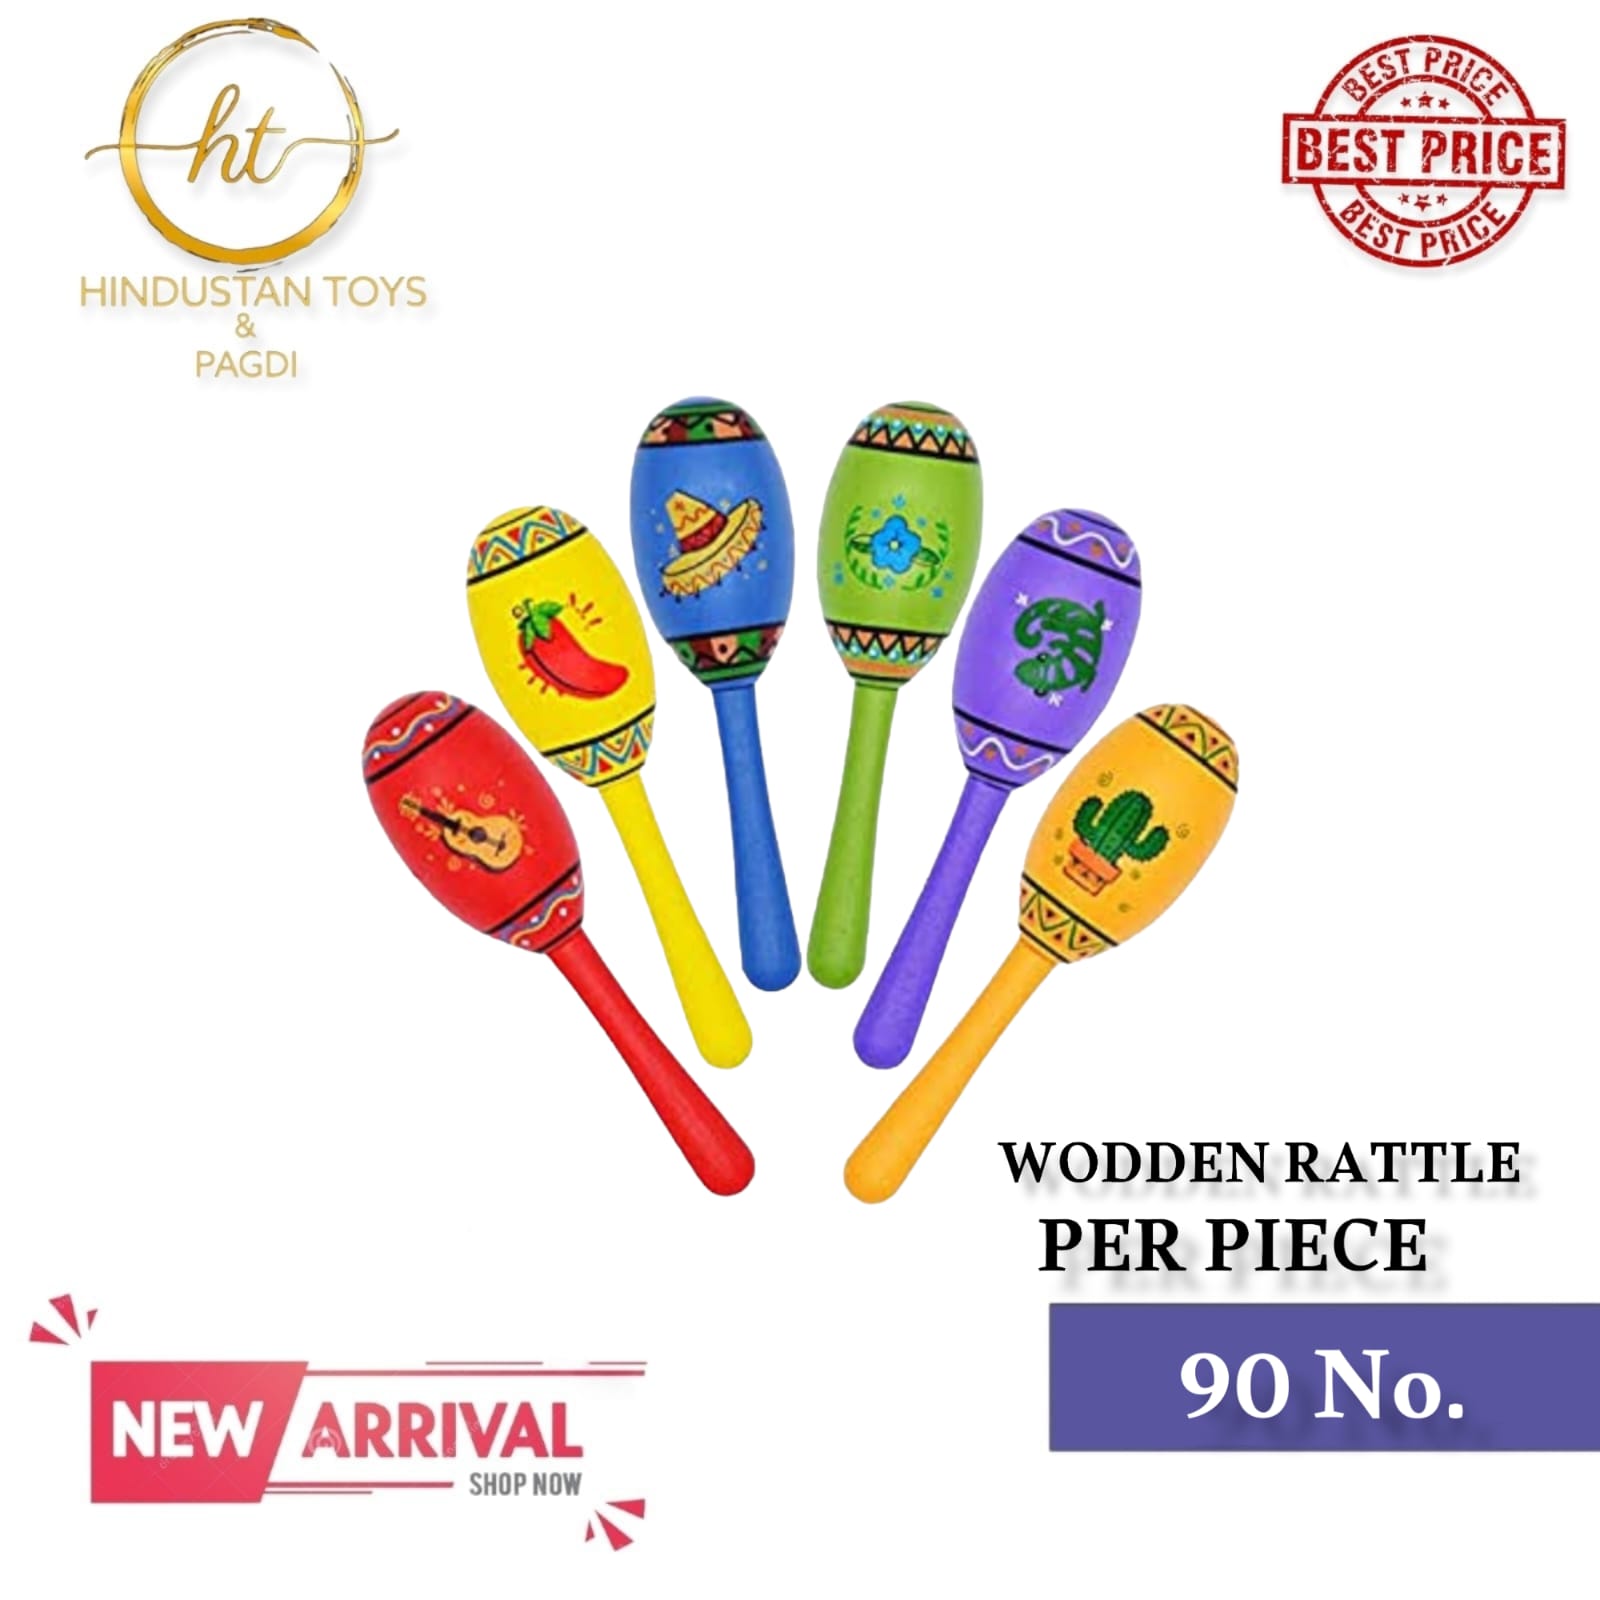 ht
HINDUSTAN TOYS
&
PAGDI
BEST PRICE
BEST PRICE
BEST PRICE
WODDEN RATTLE
PER PIECE
90 No.
NEW ARRIVAL
SHOP NOW